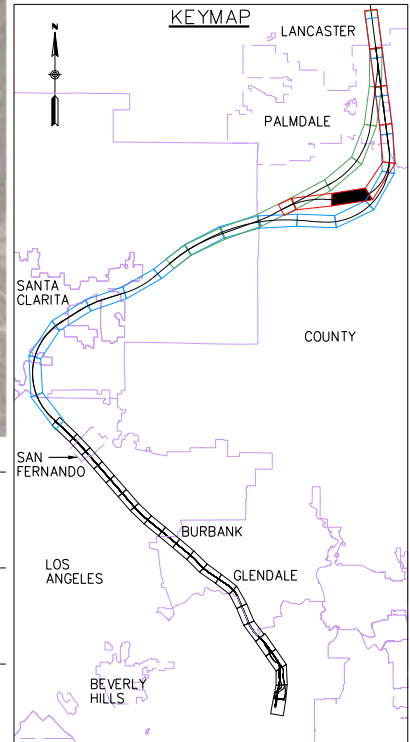 KEYMAP
N
LANCASTER
PALMDALE
SANTA
CLARITA
COUNTY
SAN
FERNANDO
BURBANK
LOS
ANGELES
GLENDALE
BEVERLY
HILLS